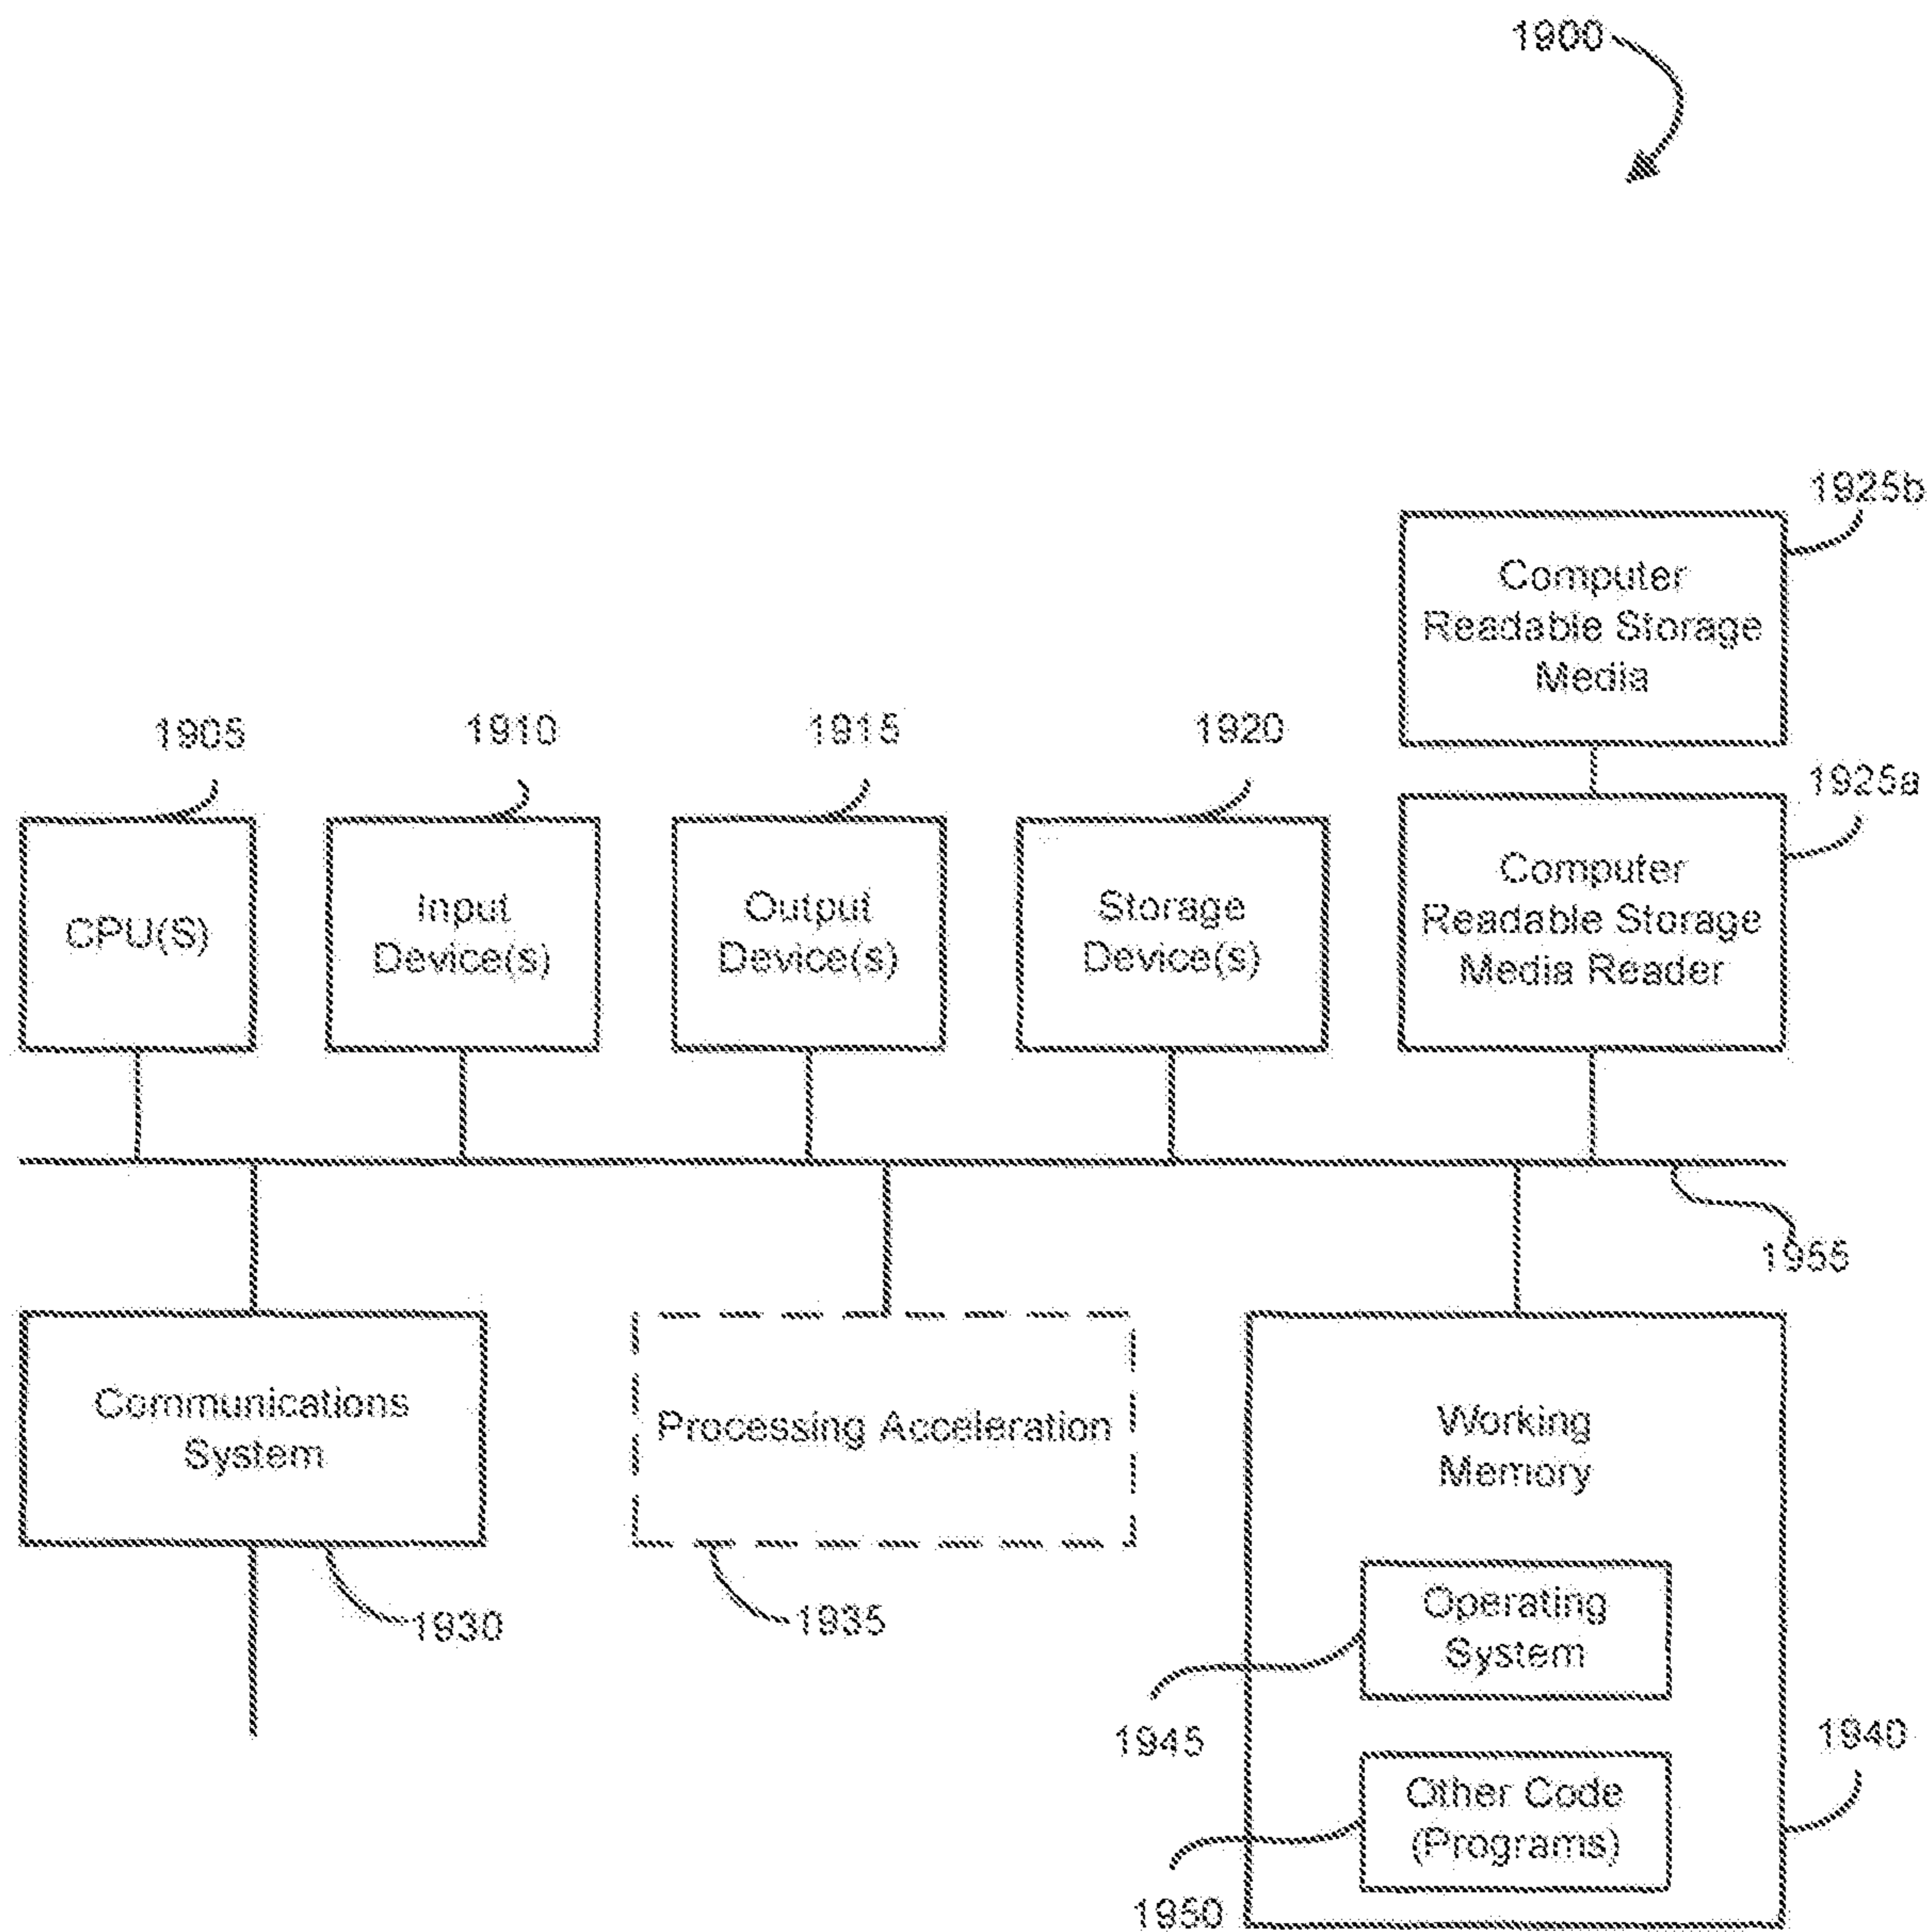 1900
1925b
Computer
Readable Storage
Media
1905
1910
1915
1920
1925a
CPU(S)
Input
Device(s)
Output
Device(s)
Storage
Device(s)
Computer
Readable Storage
Media Reader
1955
Communications
System
Processing Acceleration
Working
Memory
1930
1935
Operating
System
1945
1940
Other Code
(Programs)
1950